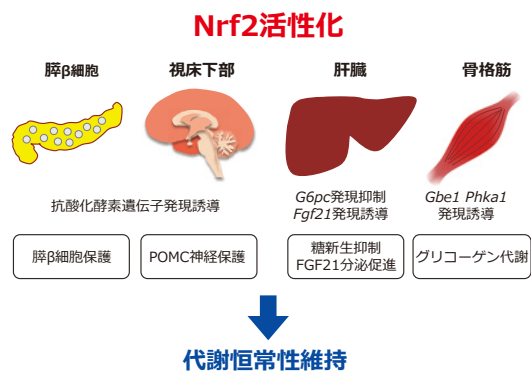 Nrf2活性化
膵β細胞
視床下部
肝臓
骨格筋
抗酸化酵素遺伝子発現誘導
G6pc発現抑制
Fgf21発現誘導
Gbe1 Phka1
発現誘導
膵β細胞保護
POMC神経保護
糖新生抑制
FGF21分泌促進
グリコーゲン代謝
代謝恒常性維持